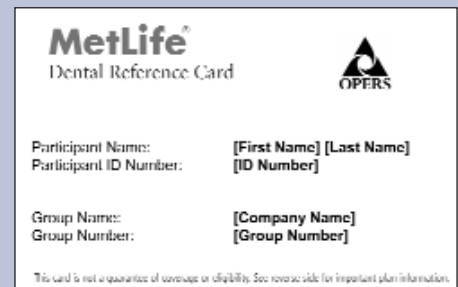 MetLife®
Dental Reference Card
OPERS
Participant Name: [First Name] [Last Name]
Participant ID Number: [ID Number]
Group Name: [Company Name]
Group Number: [Group Number]
This card is not a guarantee of coverage or eligibility. See reverse side for important plan information.